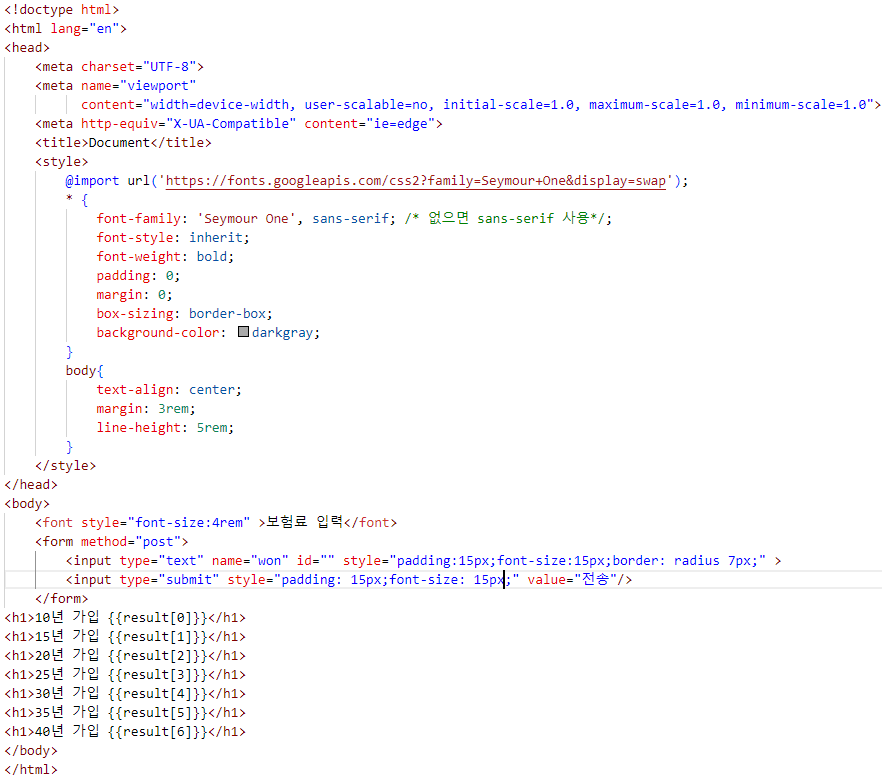 <!doctype html>
<html lang="en">
<head>
    <meta charset="UTF-8">
    <meta name="viewport"
          content="width=device-width, user-scalable=no, initial-scale=1.0, maximum-scale=1.0, minimum-scale=1.0">
    <meta http-equiv="X-UA-Compatible" content="ie=edge">
    <title>Document</title>
    <style>
        @import url('https://fonts.googleapis.com/css2?family=Seymour+One&display=swap');
        * {
            font-family: 'Seymour One', sans-serif; /* 없으면 sans-serif 사용*/;
            font-style: inherit;
            font-weight: bold;
            padding: 0;
            margin: 0;
            box-sizing: border-box;
            background-color: darkgray;
        }
        body{
            text-align: center;
            margin: 3rem;
            line-height: 5rem;
        }
    </style>
</head>
<body>
    <font style="font-size:4rem" >보험료 입력</font>
    <form method="post">
        <input type="text" name="won" id="" style="padding:15px;font-size:15px;border: radius 7px;" >
        <input type="submit" style="padding: 15px;font-size: 15px;" value="전송"/>
    </form>
<h1>10년 가입 {{result[0]}}</h1>
<h1>15년 가입 {{result[1]}}</h1>
<h1>20년 가입 {{result[2]}}</h1>
<h1>25년 가입 {{result[3]}}</h1>
<h1>30년 가입 {{result[4]}}</h1>
<h1>35년 가입 {{result[5]}}</h1>
<h1>40년 가입 {{result[6]}}</h1>
</body>
</html>